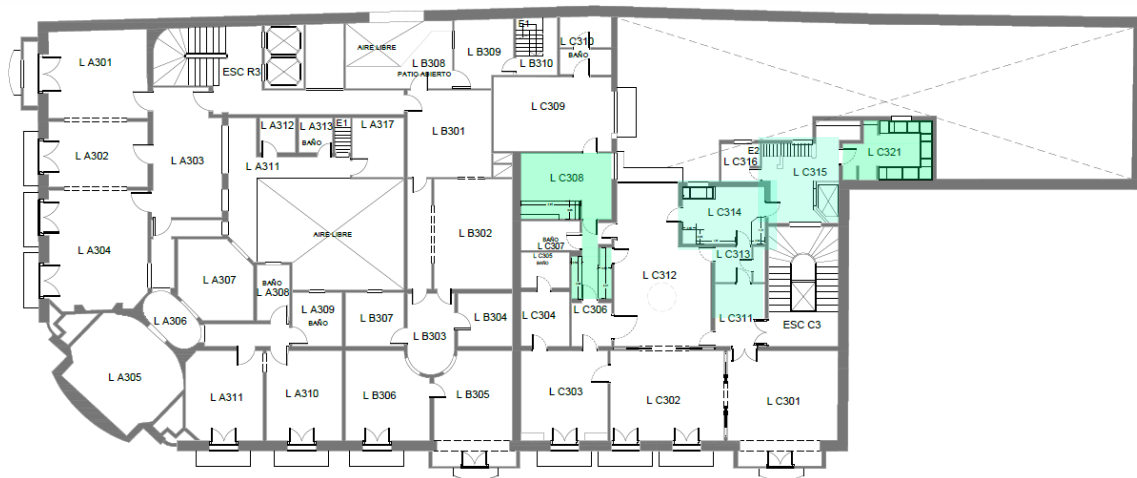 E1
L C310
AIRE LIBRE
L B309
BAÑO
L A301
L B308
L B310
ESC R3
PATIO ABIERTO
L C309
L A312
L A313
E1
L A317
BAÑO
L B301
L A302
L A303
L A311
E2
L C316
L C321
L C315
L C308
L C314
AIRE LIBRE
BAÑO
L C307
L A304
L B302
L C305
BAÑO
L C313
L C312
L A307
BAÑO
L A308
L A309
BAÑO
L A306
L B307
L B303
L B304
L C304
L C306
L C311
ESC C3
L A305
L A311
L A310
L B306
L B305
L C303
L C302
L C301